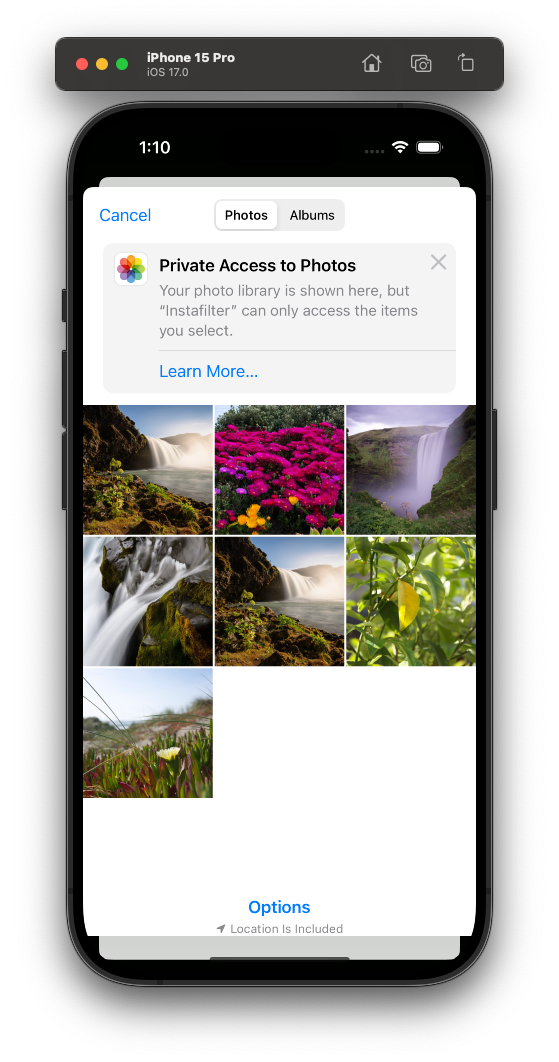 iPhone 15 Pro
iOS 17.0
1:10
Cancel
Photos
Albums
Private Access to Photos
Your photo library is shown here, but
“Instafilter” can only access the items
you select.
Learn More...
Options
Location Is Included